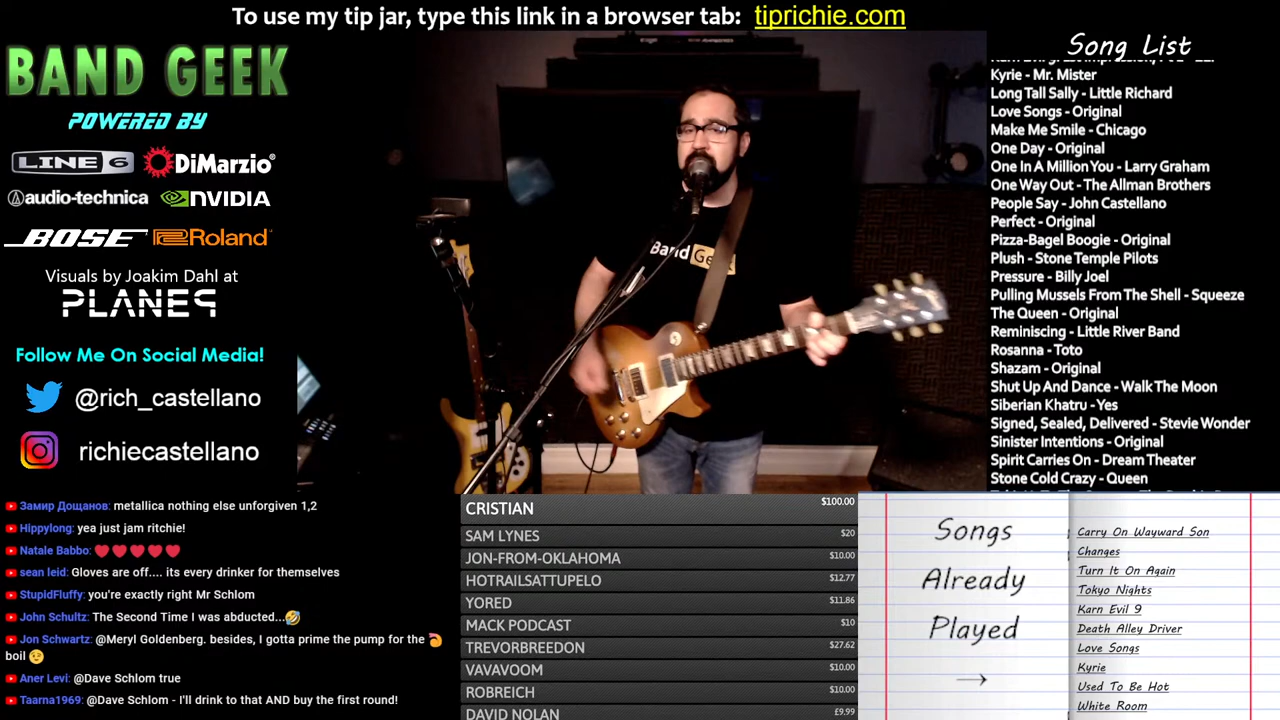 To use my tip jar, type this link in a browser tab: tiprichie.com
BAND GEEK
POWERED BY
LINE 6
DiMarzio®
audio-technica
NVIDIA
BOSE
Roland
Visuals by Joakim Dahl at
PLANE9
Follow Me On Social Media!
@rich_castellano
richiecastellano
Замир Дощанов: metallica nothing else unforgiven 1,2
Hippylong: yea just jam ritchie!
Natale Babbo: ❤❤❤❤❤
sean leid: Gloves are off.... its every drinker for themselves
StupidFluffy: you're exactly right Mr Schlom
John Schultz: The Second Time I was abducted...🤣
Jon Schwartz: @Meryl Goldenberg. besides, I gotta prime the pump for the 🦐
boil 😉
Aner Levi: @Dave Schlom true
Taarna1969: @Dave Schlom - I'll drink to that AND buy the first round!
Band Geek
CRISTIAN $100.00
SAM LYNES $20
JON-FROM-OKLAHOMA $10.00
HOTRAILSATTUPELO $12.77
YORED $11.86
MACK PODCAST $10
TREVORBREEDON $27.62
VAVAVOOM $10.00
ROBREICH $10.00
DAVID NOLAN £9.99
Song List
Kyrie - Mr. Mister
Long Tall Sally - Little Richard
Love Songs - Original
Make Me Smile - Chicago
One Day - Original
One In A Million You - Larry Graham
One Way Out - The Allman Brothers
People Say - John Castellano
Perfect - Original
Pizza-Bagel Boogie - Original
Plush - Stone Temple Pilots
Pressure - Billy Joel
Pulling Mussels From The Shell - Squeeze
The Queen - Original
Reminiscing - Little River Band
Rosanna - Toto
Shazam - Original
Shut Up And Dance - Walk The Moon
Siberian Khatru - Yes
Signed, Sealed, Delivered - Stevie Wonder
Sinister Intentions - Original
Spirit Carries On - Dream Theater
Stone Cold Crazy - Queen
Songs
Already
Played
→
Carry On Wayward Son
Changes
Turn It On Again
Tokyo Nights
Karn Evil 9
Death Alley Driver
Love Songs
Kyrie
Used To Be Hot
White Room